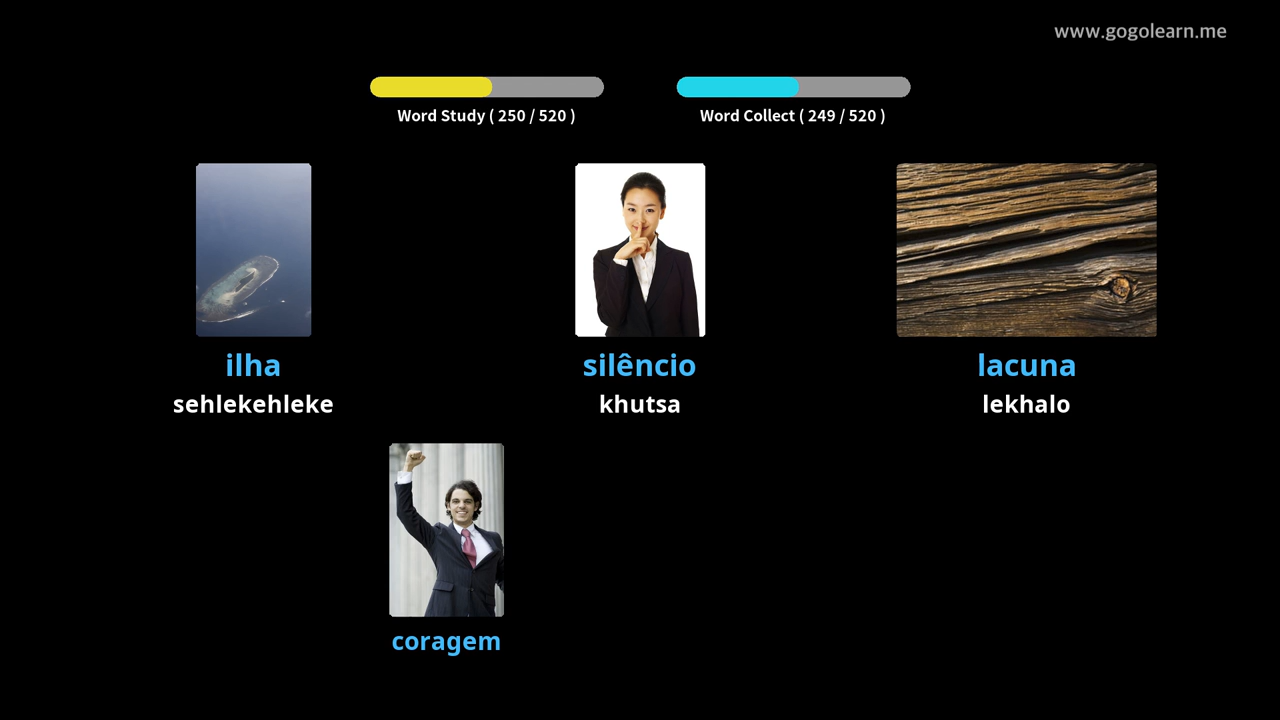 www.gogolearn.me
Word Study ( 250 / 520 )
Word Collect ( 249 / 520 )
ilha
silêncio
lacuna
sehlekehleke
khutsa
lekhalo
coragem